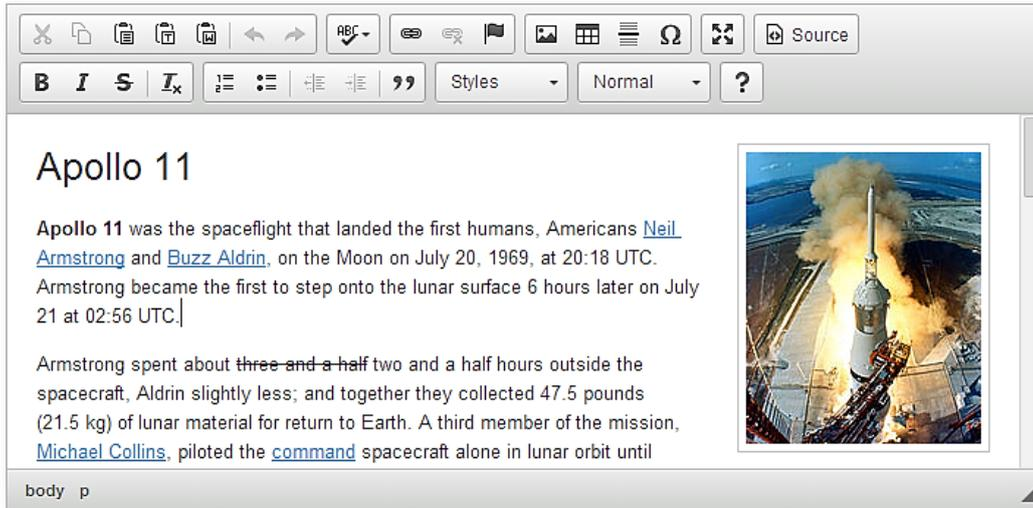 ABC
Ω
Source
B I S Ix
Styles
Normal
?
Apollo 11
Apollo 11 was the spaceflight that landed the first humans, Americans Neil
Armstrong and Buzz Aldrin, on the Moon on July 20, 1969, at 20:18 UTC.
Armstrong became the first to step onto the lunar surface 6 hours later on July
21 at 02:56 UTC.
Armstrong spent about three and a half two and a half hours outside the
spacecraft, Aldrin slightly less; and together they collected 47.5 pounds
(21.5 kg) of lunar material for return to Earth. A third member of the mission,
Michael Collins, piloted the command spacecraft alone in lunar orbit until
body p